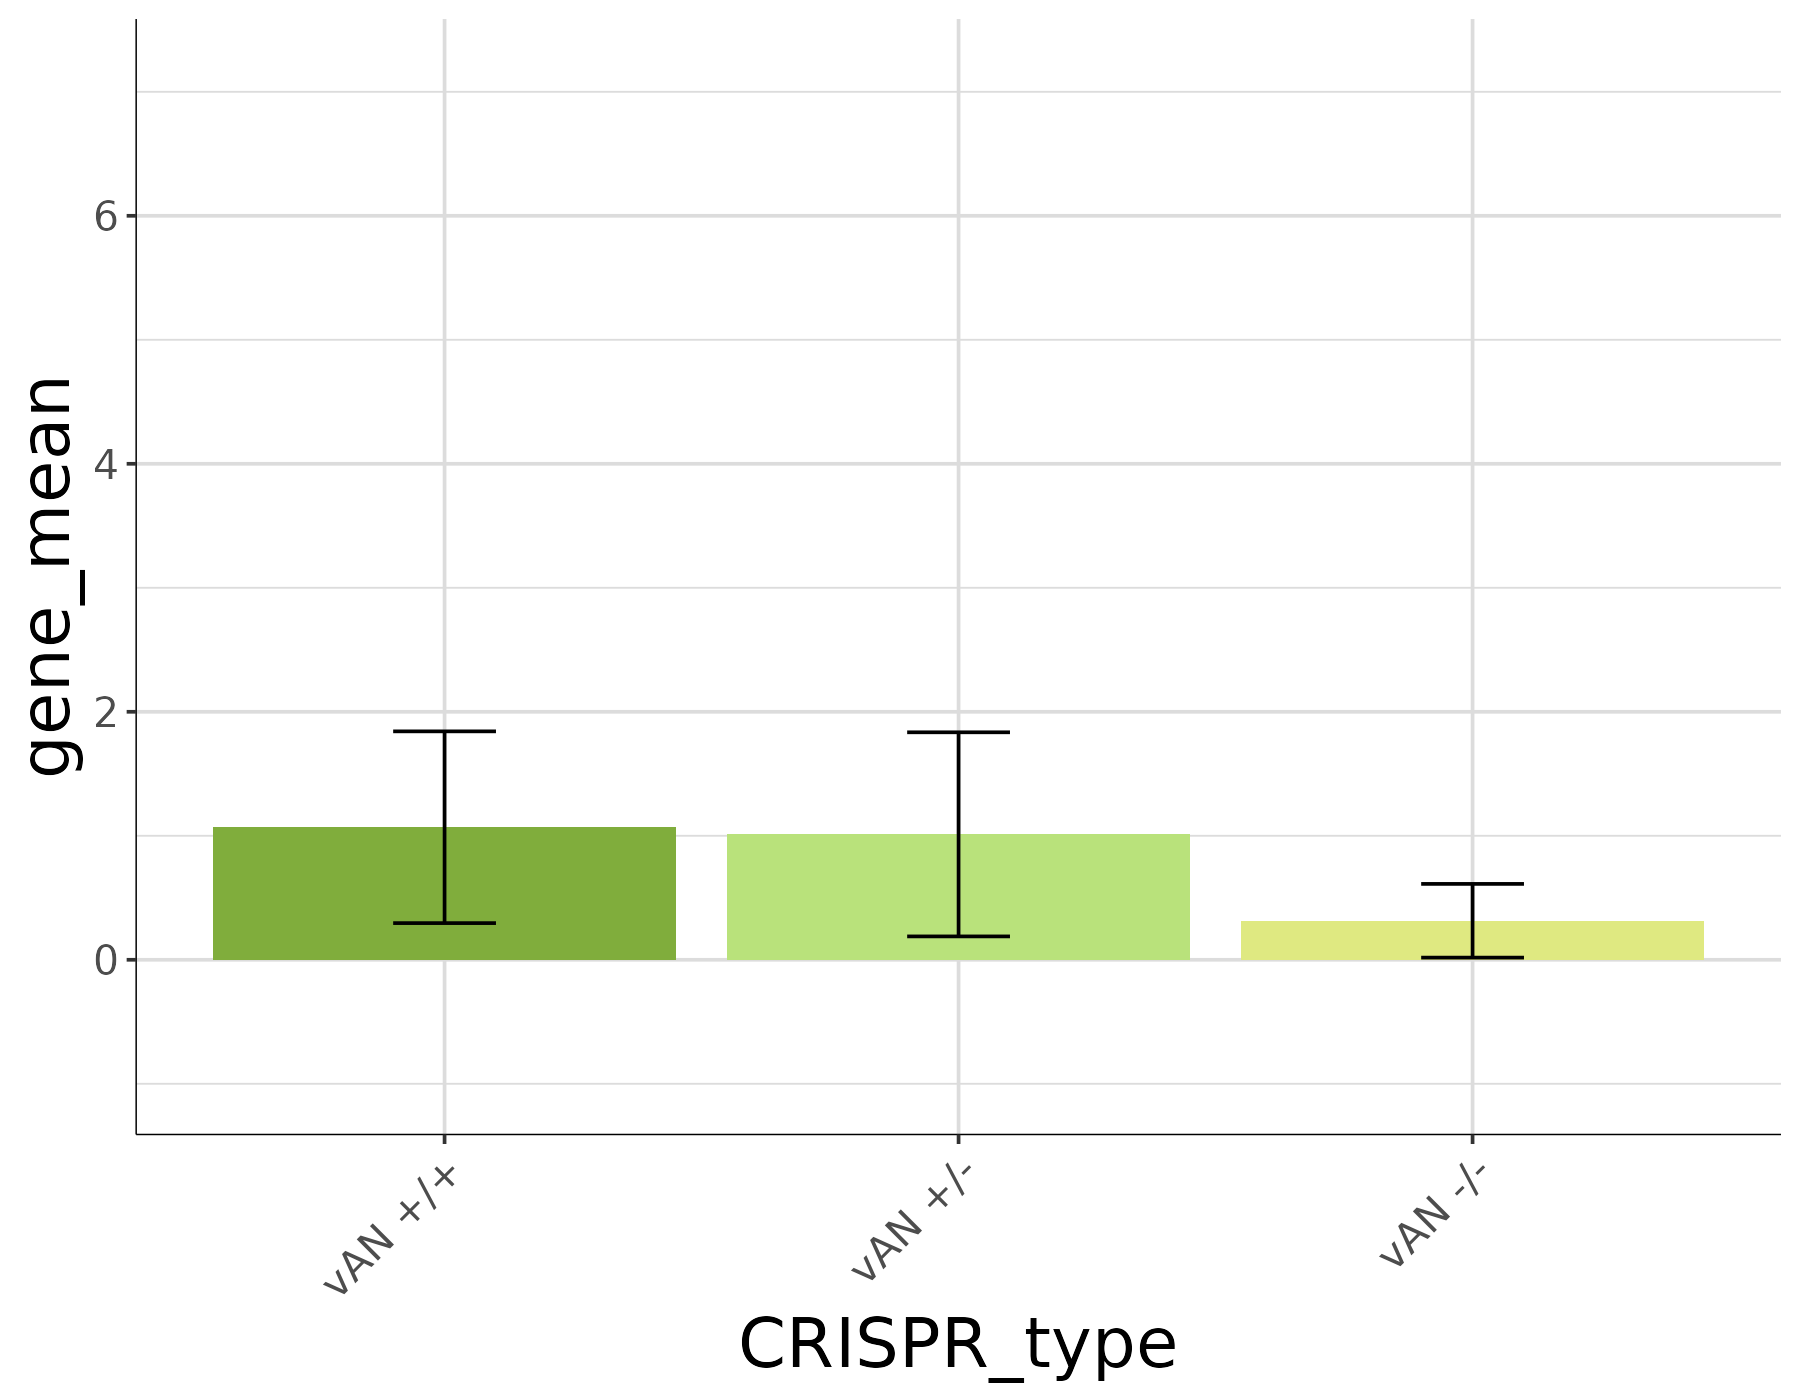 gene_mean
6
4
2
0
vAN +/+
vAN +/-
vAN -/-
CRISPR_type